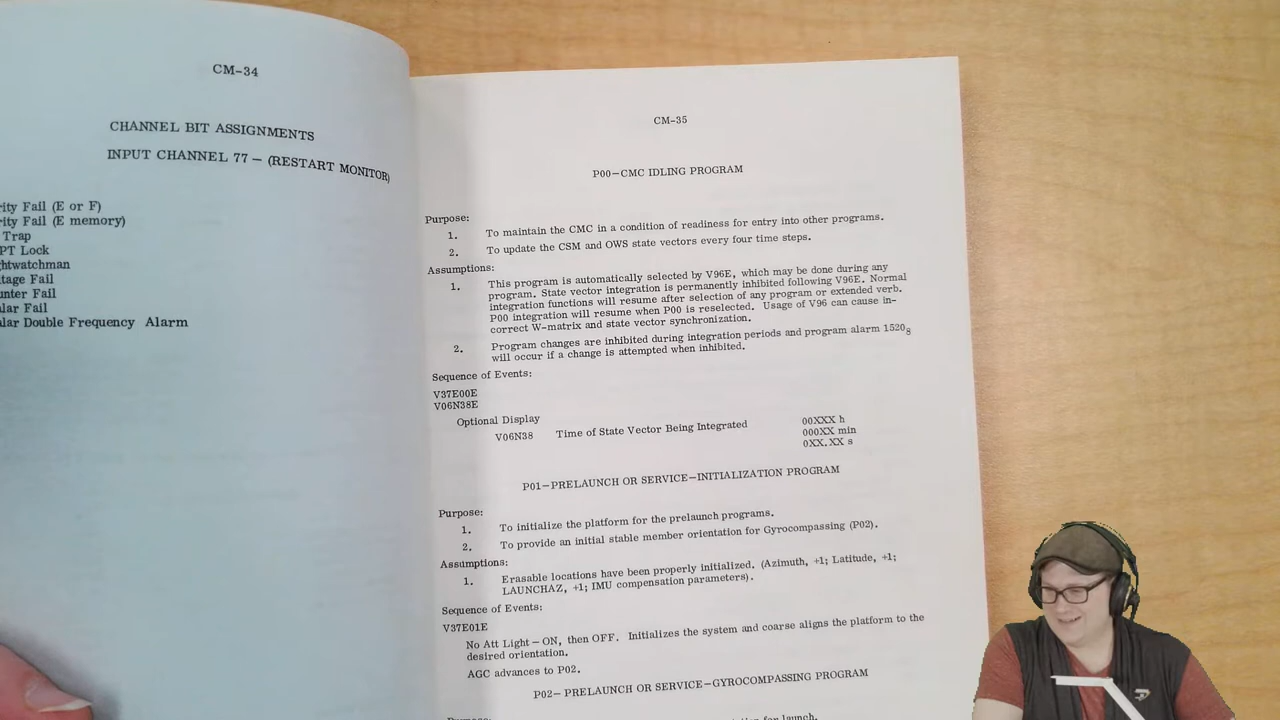 CM-34
CHANNEL BIT ASSIGNMENTS
INPUT CHANNEL 77 — (RESTART MONITOR)
Fail (E or F)
Fail (E memory)
Trap
Lock
Fail
Fail
Fail
Double Frequency Alarm
CM-35
P00—CMC IDLING PROGRAM
Purpose:
1. To maintain the CMC in a condition of readiness for entry into other programs.
2. To update the CSM and OWS state vectors every four time steps.
Assumptions:
1. This program is automatically selected by V96E, which may be done during any
program. State vector integration is permanently inhibited following V96E. Normal
integration functions will resume after selection of any program or extended verb.
P00 integration will resume when P00 is reselected. Usage of V96 can cause in-
correct W-matrix and state vector synchronization.
2. Program changes are inhibited during integration periods and program alarm 1520₈
will occur if a change is attempted when inhibited.
Sequence of Events:
V37E00E
V06N38E
Optional Display
V06N38 Time of State Vector Being Integrated 00XXX h
000XX min
0XX.XX s
P01—PRELAUNCH OR SERVICE—INITIALIZATION PROGRAM
Purpose:
1. To initialize the platform for the prelaunch programs.
2. To provide an initial stable member orientation for Gyrocompassing (P02).
Assumptions:
1. Erasable locations have been properly initialized. (Azimuth, +1; Latitude, +1;
LAUNCHAZ, +1; IMU compensation parameters).
Sequence of Events:
V37E01E
No Att Light — ON, then OFF. Initializes the system and coarse aligns the platform to the
desired orientation.
AGC advances to P02.
P02— PRELAUNCH OR SERVICE—GYROCOMPASSING PROGRAM
Purpose:
for launch.